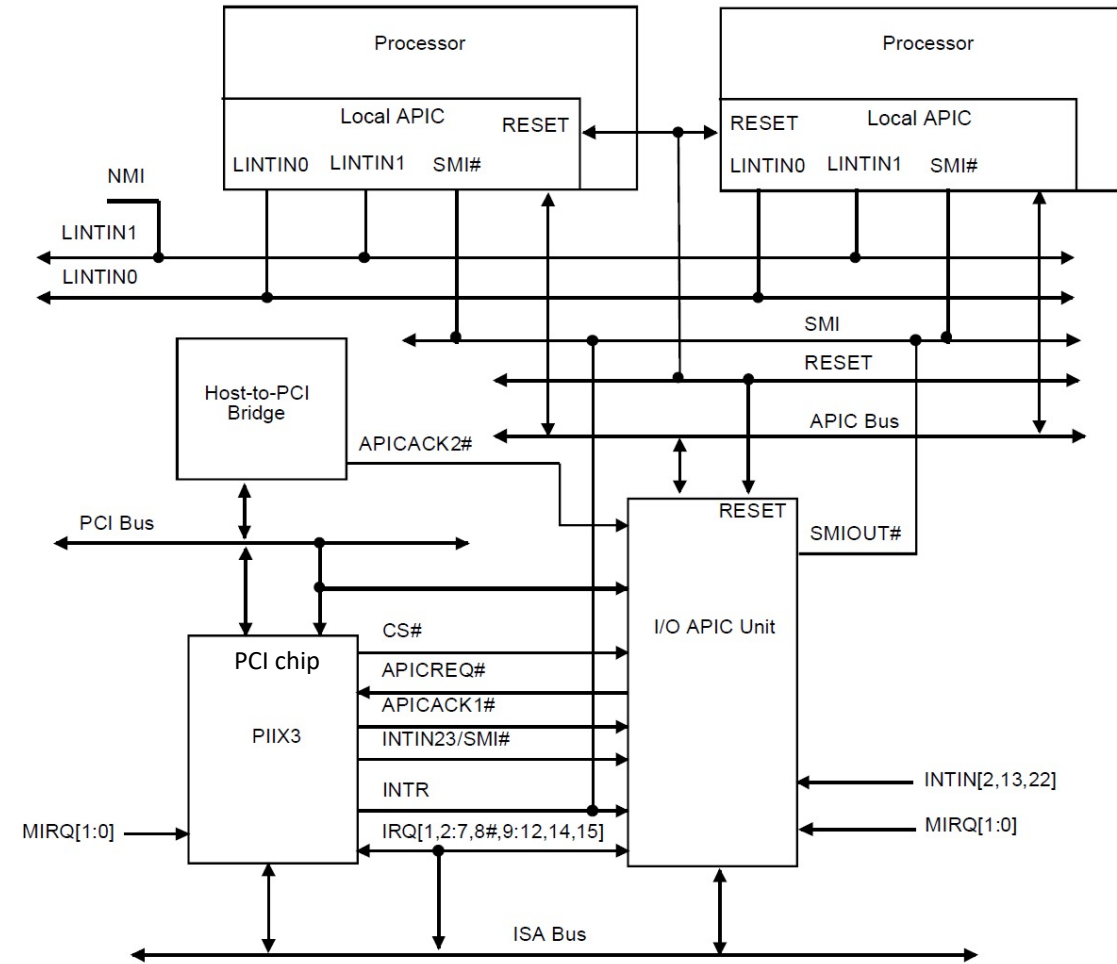 Processor
Processor
Local APIC
RESET
RESET
Local APIC
LINTIN0
LINTIN1
SMI#
LINTIN0
LINTIN1
SMI#
NMI
LINTIN1
LINTIN0
SMI
Host-to-PCI
Bridge
RESET
APIC Bus
APICACK2#
RESET
PCI Bus
SMIOUT#
CS#
I/O APIC Unit
PCI chip
APICREQ#
APICACK1#
PIIX3
INTIN23/SMI#
INTR
INTIN[2,13,22]
MIRQ[1:0]
IRQ[1,2:7,8#,9:12,14,15]
MIRQ[1:0]
ISA Bus